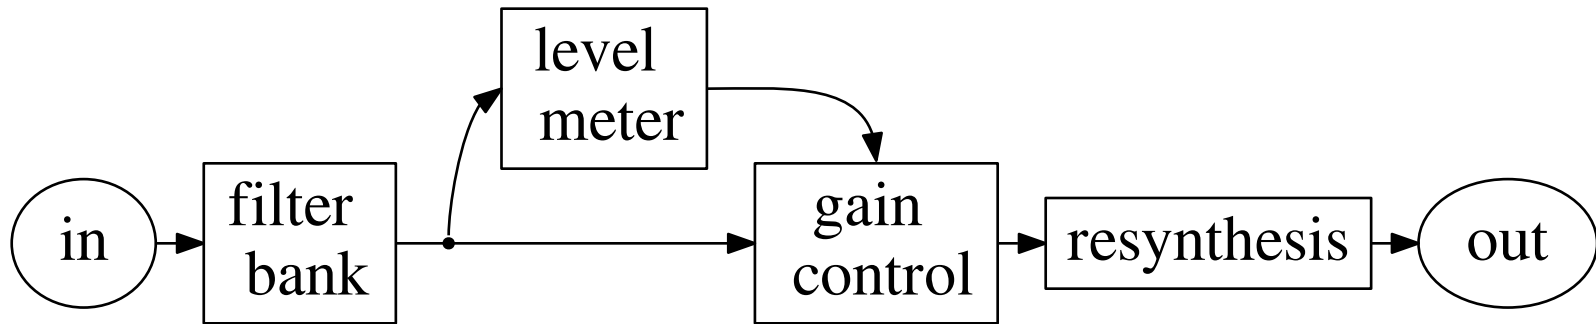 in
filter
bank
level
meter
gain
control
resynthesis
out